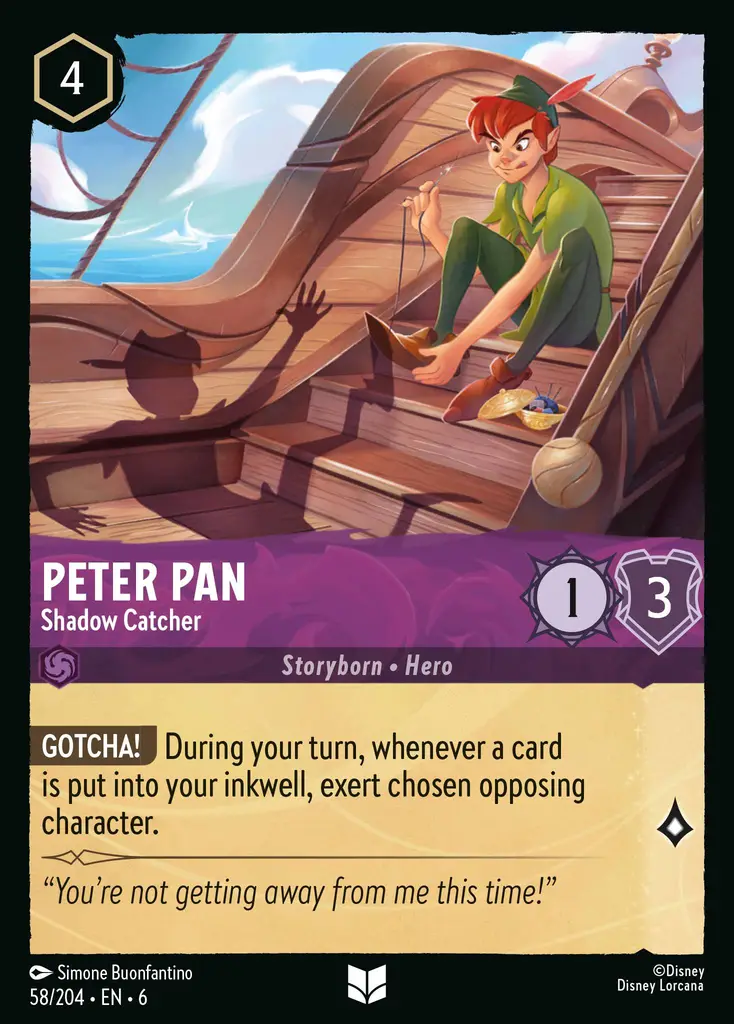 4
PETER PAN
Shadow Catcher
1
3
Storyborn • Hero
GOTCHA! During your turn, whenever a card
is put into your inkwell, exert chosen opposing
character.
“You’re not getting away from me this time!”
Simone Buonfantino
58/204 • EN • 6
©Disney
Disney Lorcana